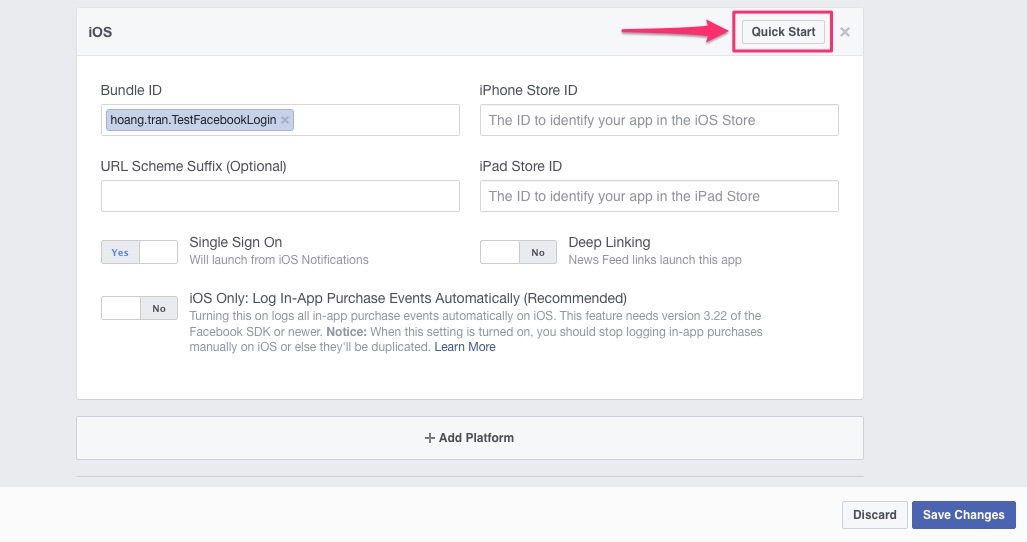 iOS
Quick Start
Bundle ID
iPhone Store ID
hoang.tran.TestFacebookLogin
The ID to identify your app in the iOS Store
URL Scheme Suffix (Optional)
iPad Store ID
The ID to identify your app in the iPad Store
Yes
Single Sign On
Will launch from iOS Notifications
No
Deep Linking
News Feed links launch this app
No
iOS Only: Log In-App Purchase Events Automatically (Recommended)
Turning this on logs all in-app purchase events automatically on iOS. This feature needs version 3.22 of the
Facebook SDK or newer. Notice: When this setting is turned on, you should stop logging in-app purchases
manually on iOS or else they'll be duplicated. Learn More
+ Add Platform
Discard
Save Changes